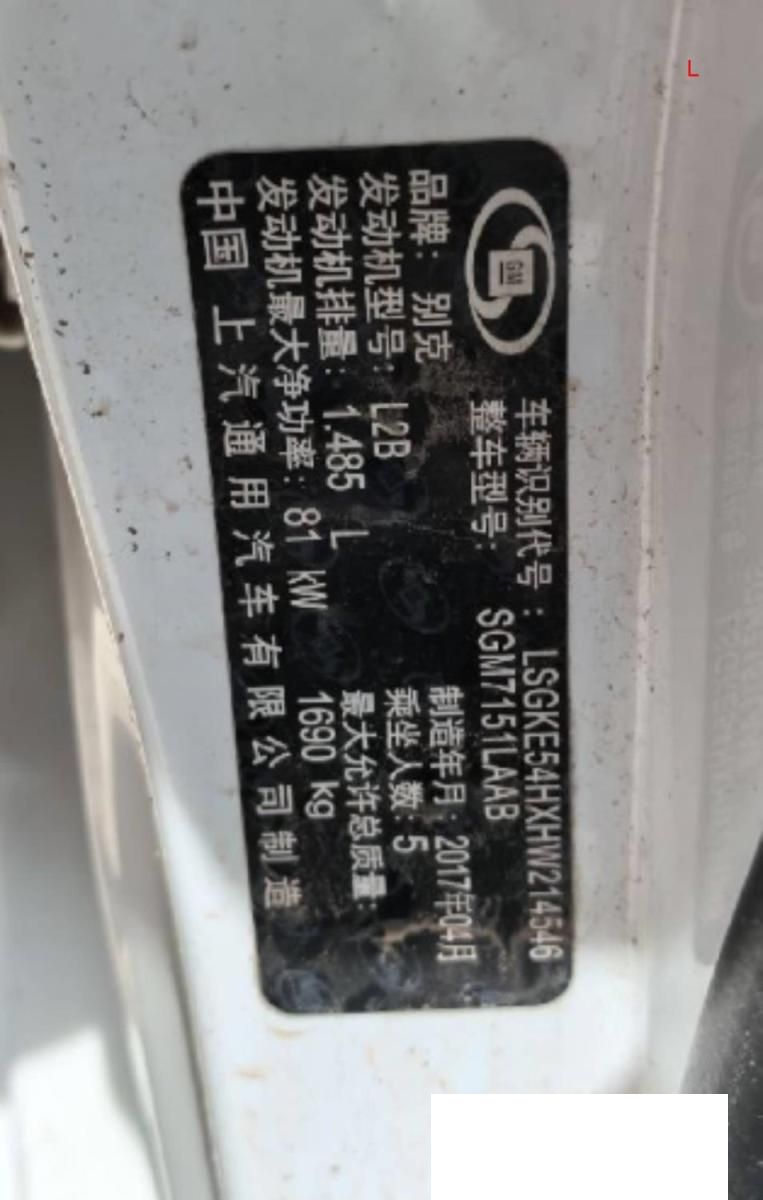 L
GM
车辆识别代号：LSGKE54HXHW214546
整车型号：SGM7151LAAB
品牌：别克
制造年月：2017年04月
发动机型号：L2B
乘坐人数：5
发动机排量：1.485 L
最大允许总质量：
1690 kg
发动机最大净功率：81 kW
中国 上汽通用汽车有限公司制造